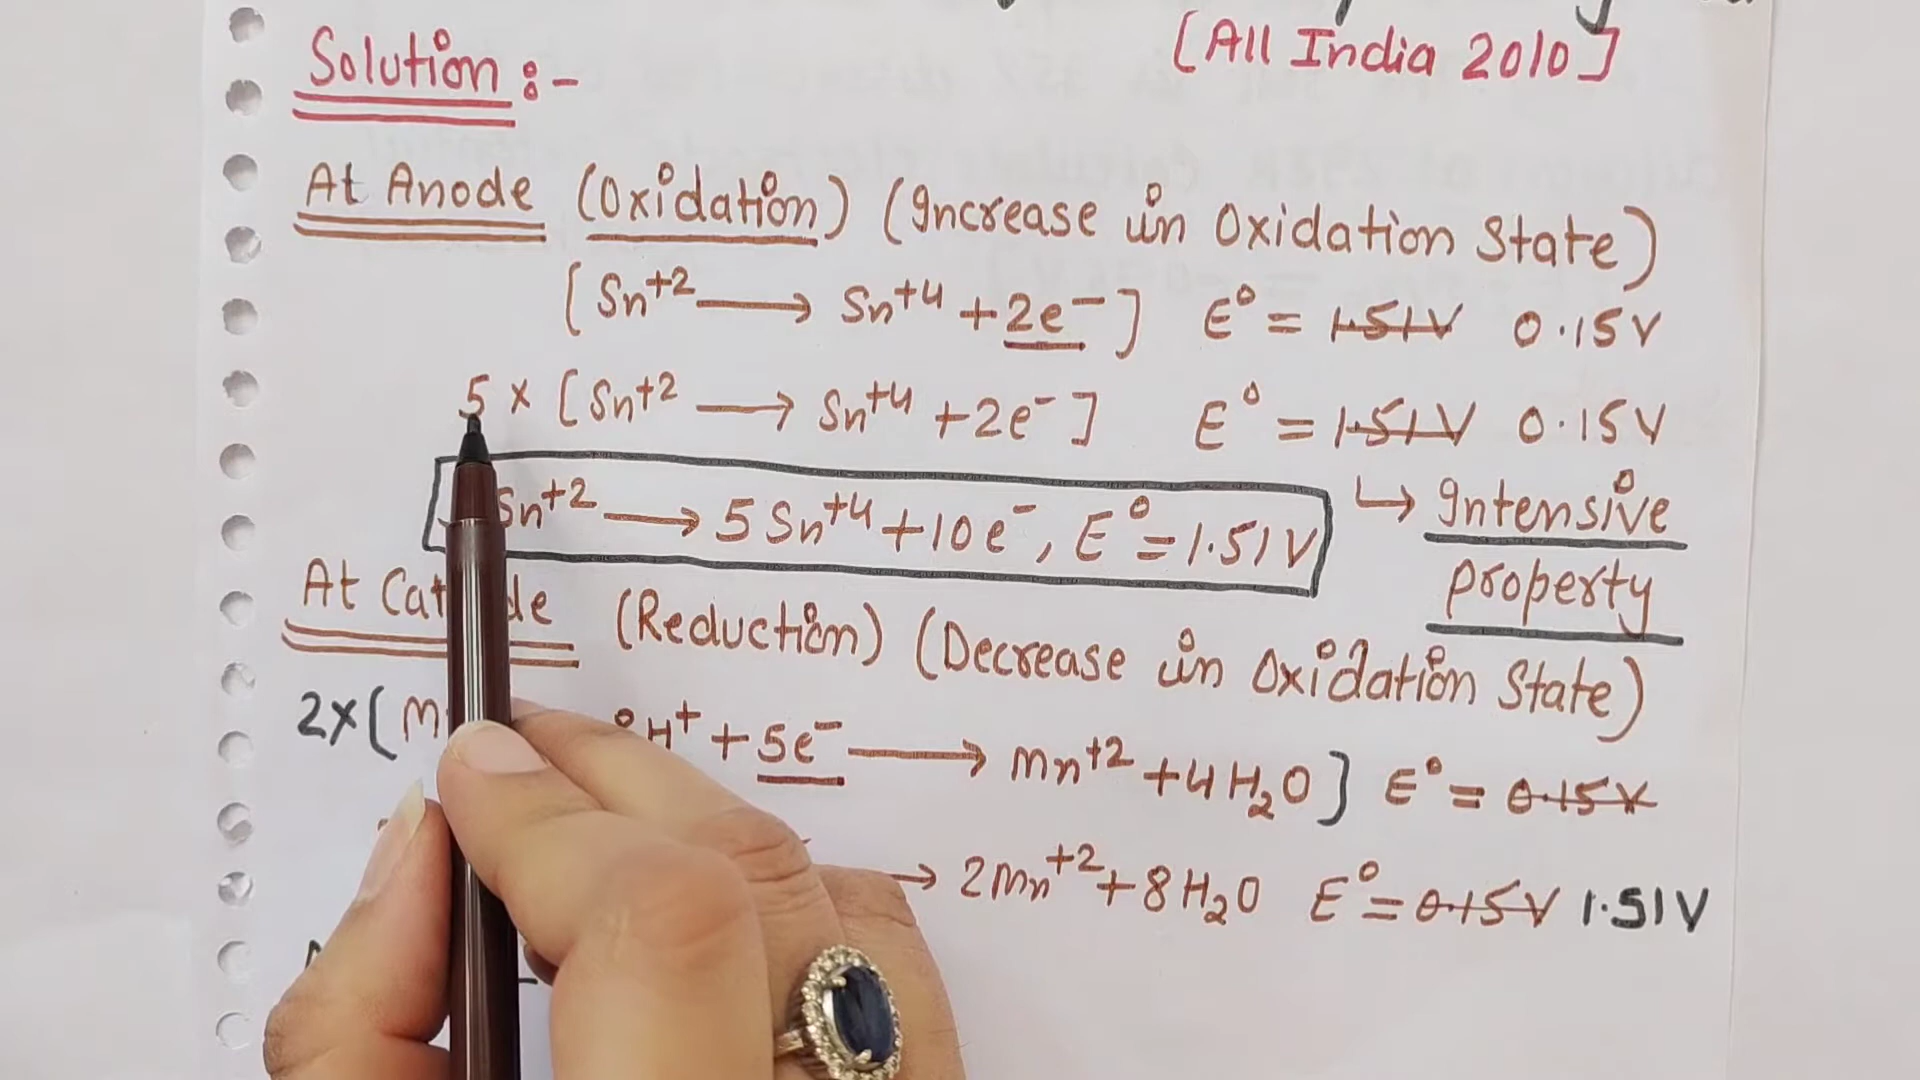 [All India 2010]
Solution :-
At Anode (Oxidation) (Increase in Oxidation State)
[Sn+2 ⟶ Sn+4 + 2e⁻] E° = 1.51V 0.15V
5 × [Sn+2 ⟶ Sn+4 + 2e⁻] E° = 1.51V 0.15V
Sn+2 ⟶ 5Sn+4 + 10e⁻, E° = 1.51V
↳ Intensive
property
At (Reduction) (Decrease in Oxidation State)
2×( H⁺ + 5e⁻ ⟶ Mn+2 + 4H₂O] E° = 0.15V
⟶ 2Mn+2 + 8H₂O E° = 0.15V 1.51V